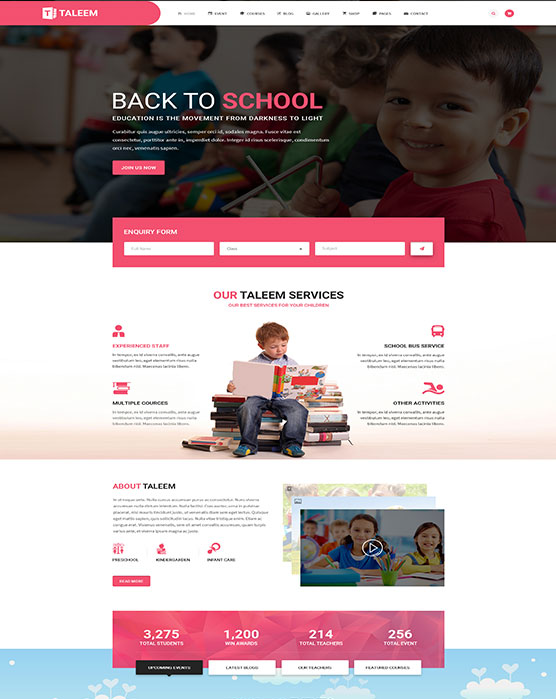 TALEEM
HOME EVENT COURSES BLOG GALLERY SHOP PAGES CONTACT
BACK TO SCHOOL
EDUCATION IS THE MOVEMENT FROM DARKNESS TO LIGHT
Curabitur quis augue ultricies, semper orci id, sodales magna. Fusce vitae est
consectetur, porttitor ante in, imperdiet dolor. Integer id risus scelerisque, condimentum
orci nec, venenatis sapien.
JOIN US NOW
ENQUIRY FORM
Full Name Class Subject
OUR TALEEM SERVICES
OUR BEST SERVICES FOR YOUR CHILDREN
EXPERIENCED STAFF
In tempor, ex id viverra convallis, ante augue
vestibulum leo, eget elementum risus nulla
bibendum nisl. Maecenas lacinia libero.
SCHOOL BUS SERVICE
In tempor, ex id viverra convallis, ante augue
vestibulum leo, eget elementum risus nulla
bibendum nisl. Maecenas lacinia libero.
MULTIPLE COURCES
In tempor, ex id viverra convallis, ante augue
vestibulum leo, eget elementum risus nulla
bibendum nisl. Maecenas lacinia libero.
OTHER ACTIVITIES
In tempor, ex id viverra convallis, ante augue
vestibulum leo, eget elementum risus nulla
bibendum nisl. Maecenas lacinia libero.
ABOUT TALEEM
PRESCHOOL KINDERGARDEN INFANT CARE
READ MORE
3,275 1,200 214 256
TOTAL STUDENTS WIN AWARDS TOTAL TEACHERS TOTAL EVENT
UPCOMING EVENTS LATEST BLOGS OUR TEACHERS FEATURED COURSES